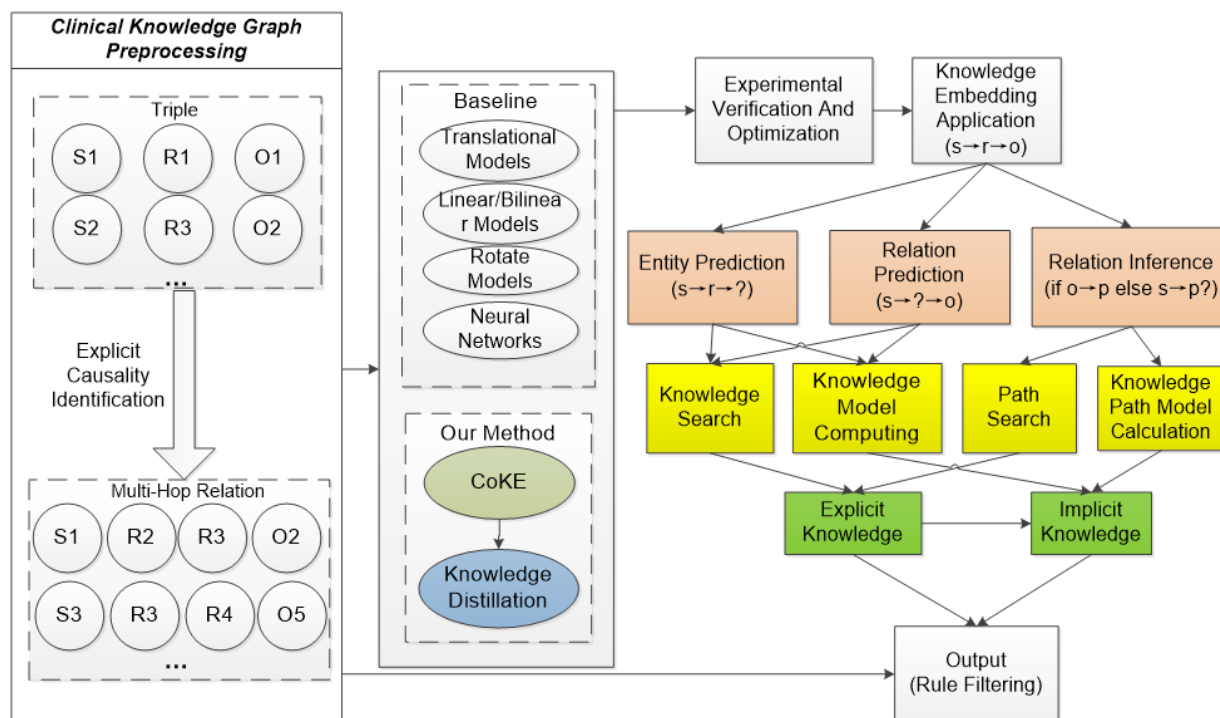 Clinical Knowledge Graph
Preprocessing
Triple
S1
R1
O1
S2
R3
O2
...
Explicit
Causality
Identification
Multi-Hop Relation
S1
R2
R3
O2
S3
R3
R4
O5
...
Baseline
Translational
Models
Linear/Bilinea
r Models
Rotate
Models
Neural
Networks
Our Method
CoKE
Knowledge
Distillation
Experimental
Verification And
Optimization
Knowledge
Embedding
Application
(s→r→o)
Entity Prediction
(s→r→?)
Relation
Prediction
(s→?→o)
Relation Inference
(if o→p else s→p?)
Knowledge
Search
Knowledge
Model
Computing
Path
Search
Knowledge
Path Model
Calculation
Explicit
Knowledge
Implicit
Knowledge
Output
(Rule Filtering)